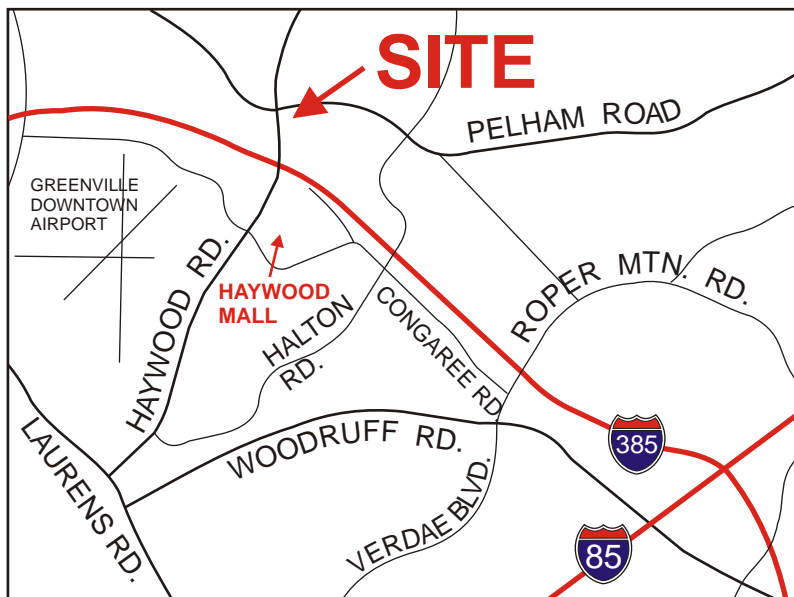 SITE
PELHAM ROAD
GREENVILLE
DOWNTOWN
AIRPORT
HAYWOOD RD.
HAYWOOD
MALL
HALTON
RD.
CONGAREE RD
ROPER MTN. RD.
LAURENS RD.
WOODRUFF RD.
VERDAE BLVD.
385
85